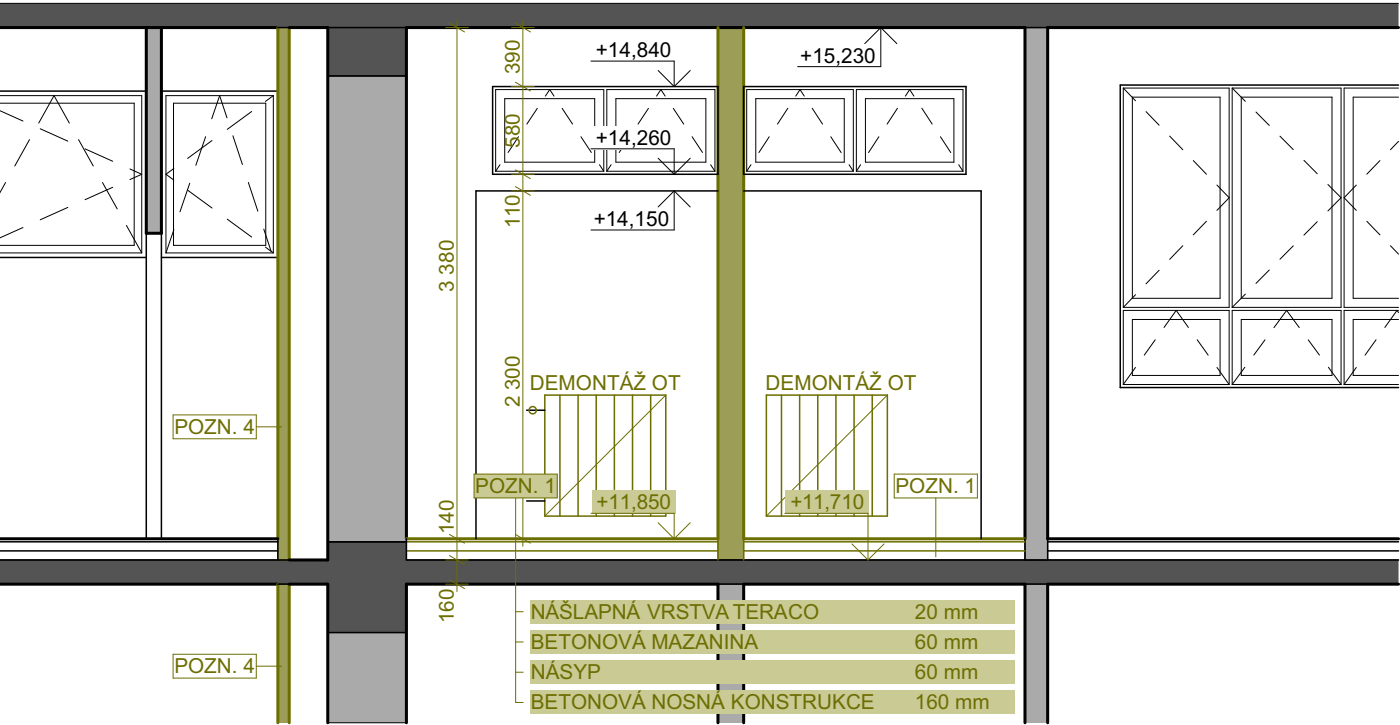 +14,840
+15,230
390
580
+14,260
110
+14,150
3 380
2 300
DEMONTÁŽ OT
DEMONTÁŽ OT
POZN. 4
POZN. 1
+11,850
+11,710
POZN. 1
140
160
NÁŠLAPNÁ VRSTVA TERACO 20 mm
BETONOVÁ MAZANINA 60 mm
NÁSYP 60 mm
BETONOVÁ NOSNÁ KONSTRUKCE 160 mm
POZN. 4